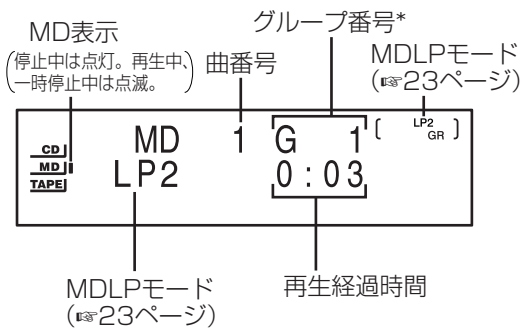 グループ番号*
MD表示
(停止中は点灯。再生中、
一時停止中は点滅。)
曲番号
MDLPモード
(☞23ページ)
CD
MD
TAPE
MD 1 G 1
LP2 0:03
[ LP2
GR ]
MDLPモード
(☞23ページ)
再生経過時間